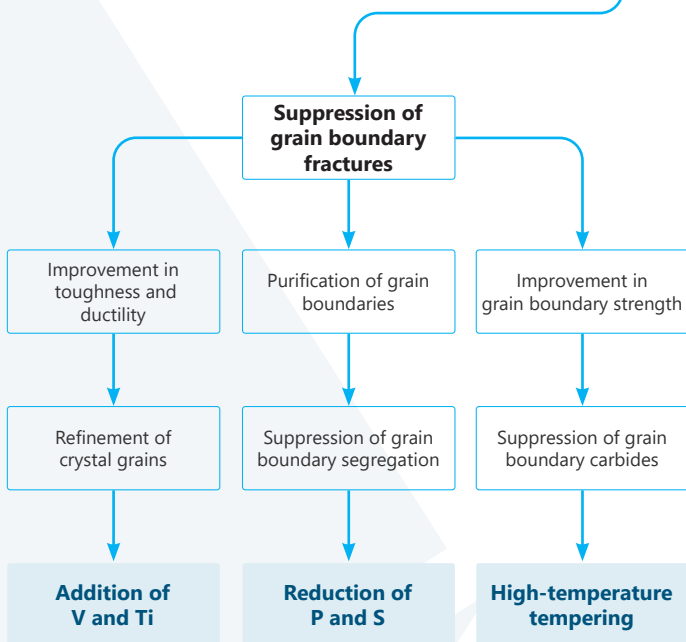 Suppression of
grain boundary
fractures
Improvement in
toughness and
ductility
Purification of grain
boundaries
Improvement in
grain boundary strength
Refinement of
crystal grains
Suppression of grain
boundary segregation
Suppression of grain
boundary carbides
Addition of
V and Ti
Reduction of
P and S
High-temperature
tempering